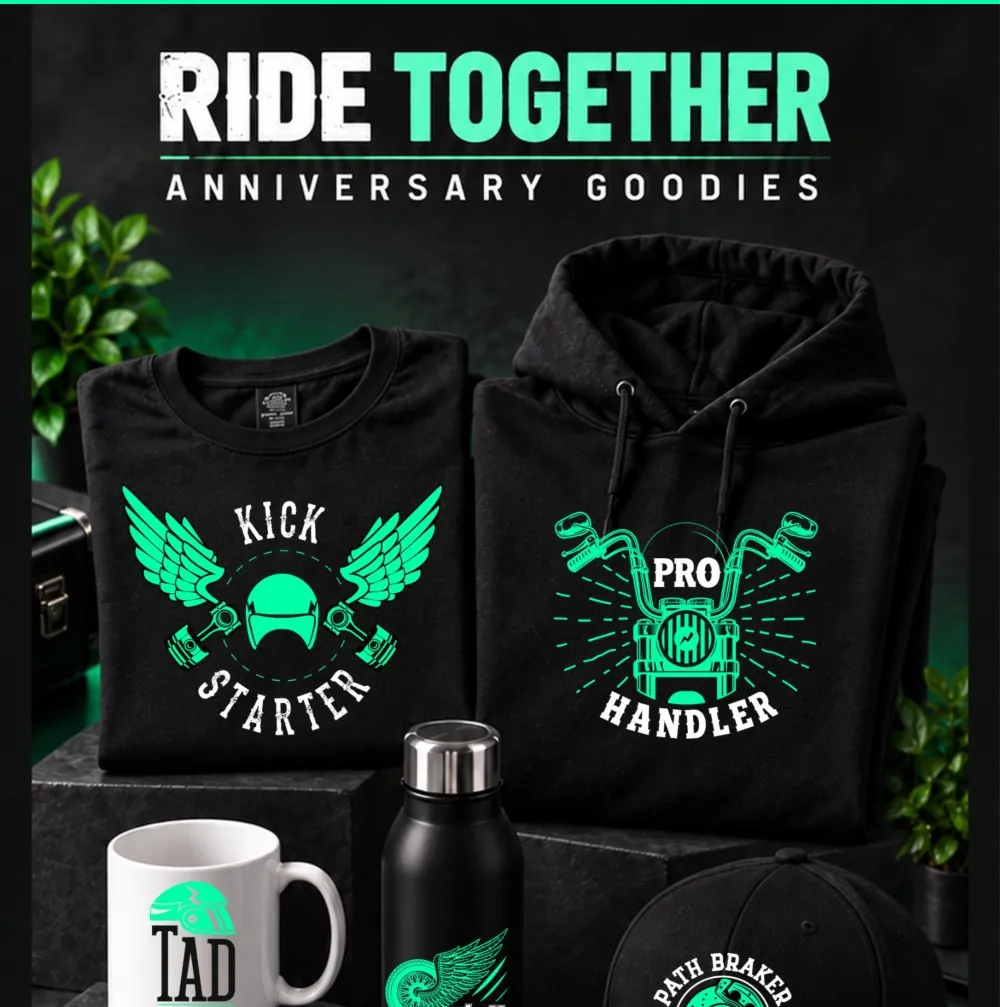 RIDE TOGETHER
ANNIVERSARY GOODIES
KICK
STARTER
PRO
HANDLER
TAD
PATH BRAKER